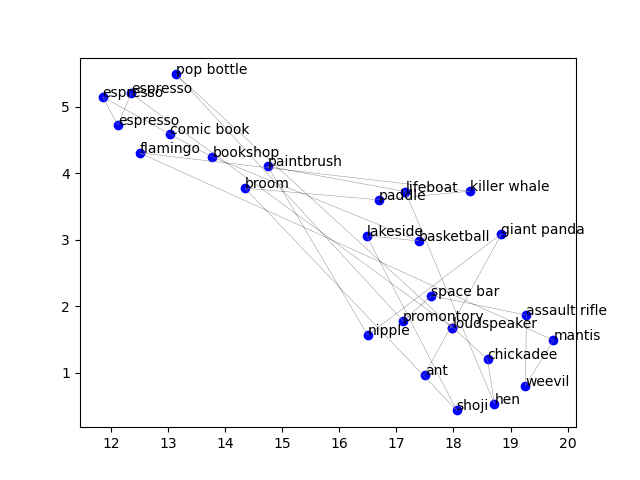 pop bottle
espresso
espresso
espresso
comic book
flamingo
bookshop
paintbrush
broom
lifeboat
killer whale
paddle
lakeside
basketball
giant panda
space bar
assault rifle
promontory
loudspeaker
nipple
mantis
chickadee
ant
weevil
shoji
hen
5
4
3
2
1
12 13 14 15 16 17 18 19 20